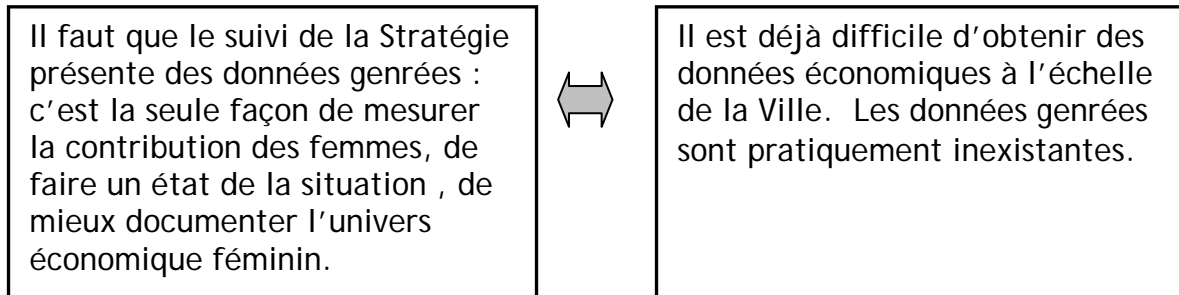 Il faut que le suivi de la Stratégie
présente des données genrées :
c'est la seule façon de mesurer
la contribution des femmes, de
faire un état de la situation , de
mieux documenter l'univers
économique féminin.
Il est déjà difficile d'obtenir des
données économiques à l'échelle
de la Ville.  Les données genrées
sont pratiquement inexistantes.